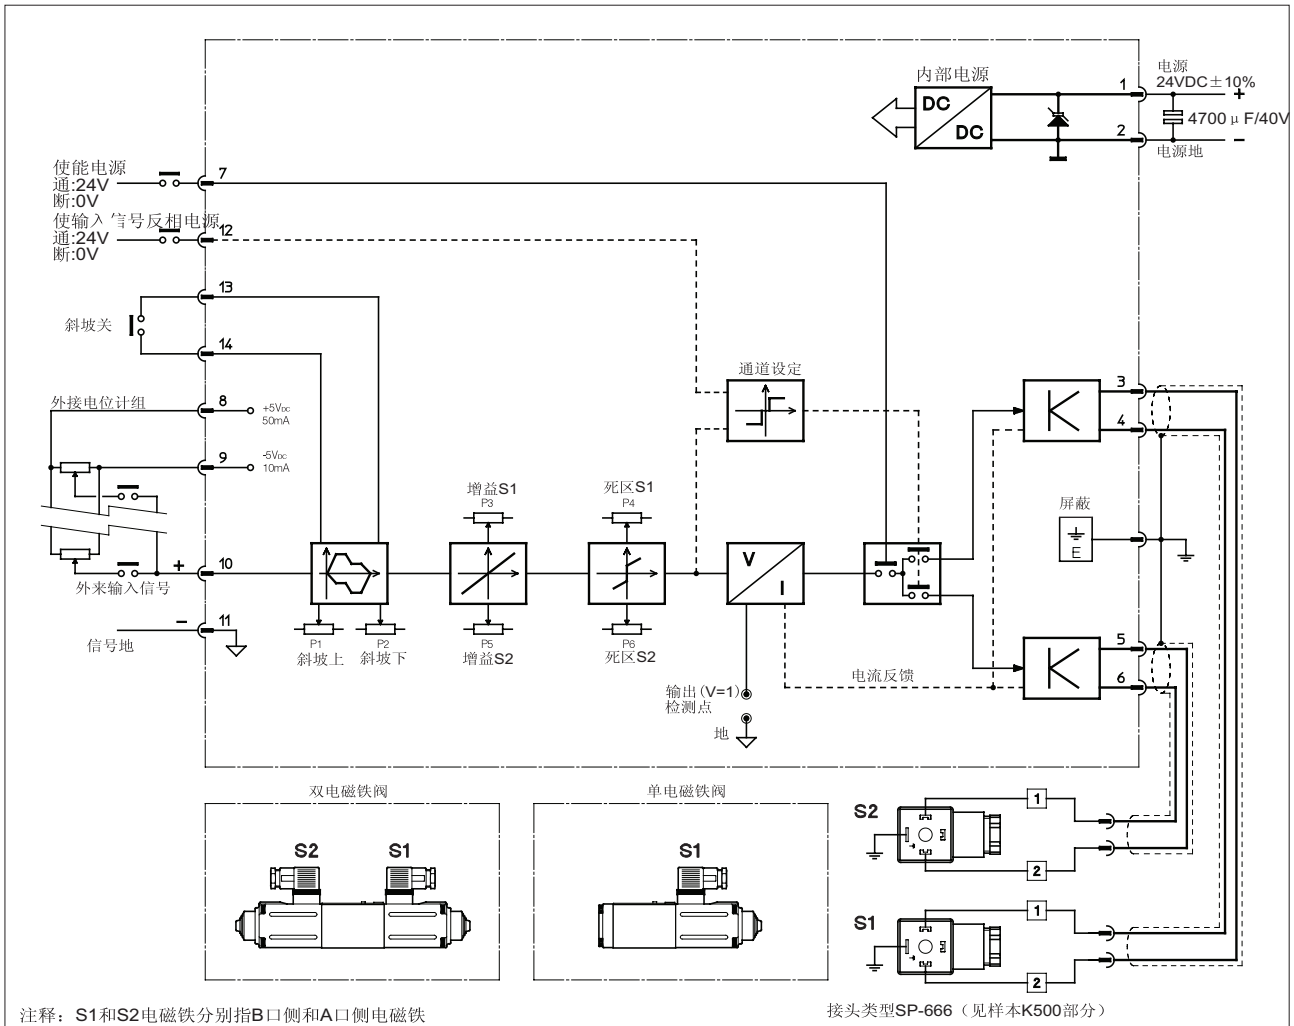 内部电源
DC
DC
1
电源
24VDC±10%
+
4700μF/40V
2
电源地
−
使能电源
通:24V
断:0V
7
使输入信号反相电源
通:24V
断:0V
12
13
斜坡关
14
外接电位计组
8
+5VDC
50mA
9
-5VDC
10mA
通道设定
3
4
屏蔽
E
增益S1
P3
死区S1
P4
V
I
+
10
外来输入信号
−
11
信号地
P1
斜坡上
P2
斜坡下
P5
增益S2
P6
死区S2
5
6
电流反馈
输出(V=1)
检测点
地
双电磁铁阀
S2
S1
单电磁铁阀
S1
S2
1
2
S1
1
2
注释：S1和S2电磁铁分别指B口侧和A口侧电磁铁
接头类型SP-666（见样本K500部分）